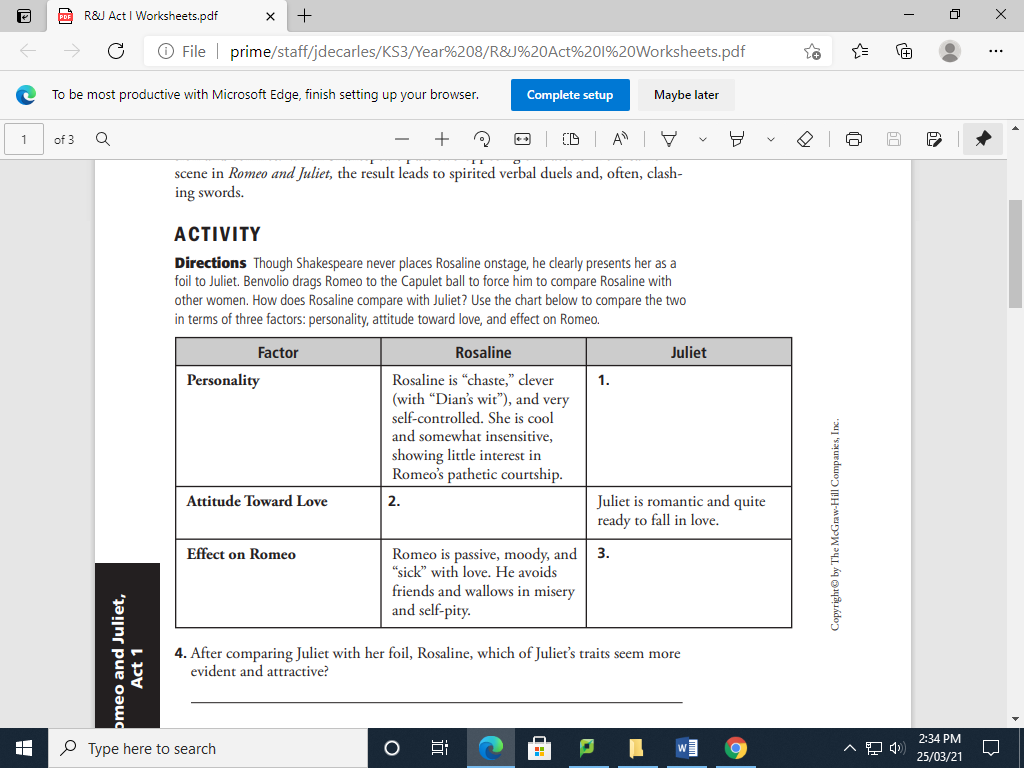 R&J Act I Worksheets.pdf
File
prime/staff/jdecarles/KS3/Year%208/R&J%20Act%20I%20Worksheets.pdf
To be most productive with Microsoft Edge, finish setting up your browser.
Complete setup
Maybe later
1 of 3
scene in Romeo and Juliet, the result leads to spirited verbal duels and, often, clash-
ing swords.
ACTIVITY
Directions Though Shakespeare never places Rosaline onstage, he clearly presents her as a
foil to Juliet. Benvolio drags Romeo to the Capulet ball to force him to compare Rosaline with
other women. How does Rosaline compare with Juliet? Use the chart below to compare the two
in terms of three factors: personality, attitude toward love, and effect on Romeo.
Factor
Rosaline
Juliet
Personality
Rosaline is “chaste,” clever
(with “Dian’s wit”), and very
self-controlled. She is cool
and somewhat insensitive,
showing little interest in
Romeo’s pathetic courtship.
1.
Attitude Toward Love
2.
Juliet is romantic and quite
ready to fall in love.
Effect on Romeo
Romeo is passive, moody, and
“sick” with love. He avoids
friends and wallows in misery
and self-pity.
3.
4. After comparing Juliet with her foil, Rosaline, which of Juliet’s traits seem more
evident and attractive?
Copyright© by The McGraw-Hill Companies, Inc.
omeo and Juliet,
Act 1
Type here to search
2:34 PM
25/03/21